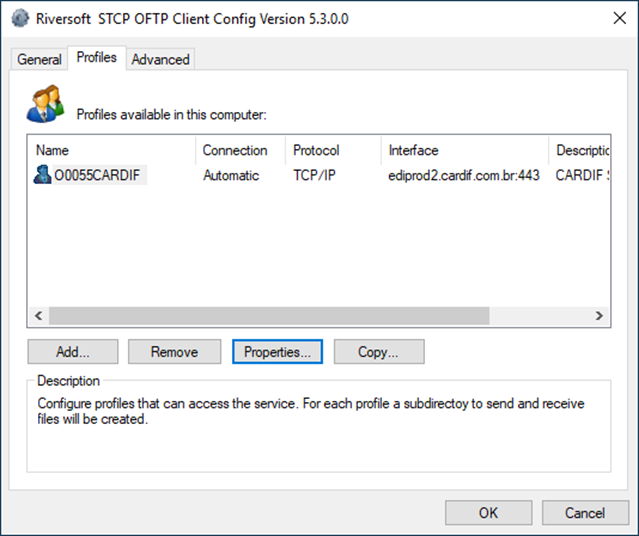 Riversoft STCP OFTP Client Config Version 5.3.0.0
General Profiles Advanced
Profiles available in this computer:
Name Connection Protocol Interface Descriptic
O0055CARDIF Automatic TCP/IP ediprod2.cardif.com.br:443 CARDIF S
Add... Remove Properties... Copy...
Description
Configure profiles that can access the service. For each profile a subdirectoy to send and receive
files will be created.
OK Cancel